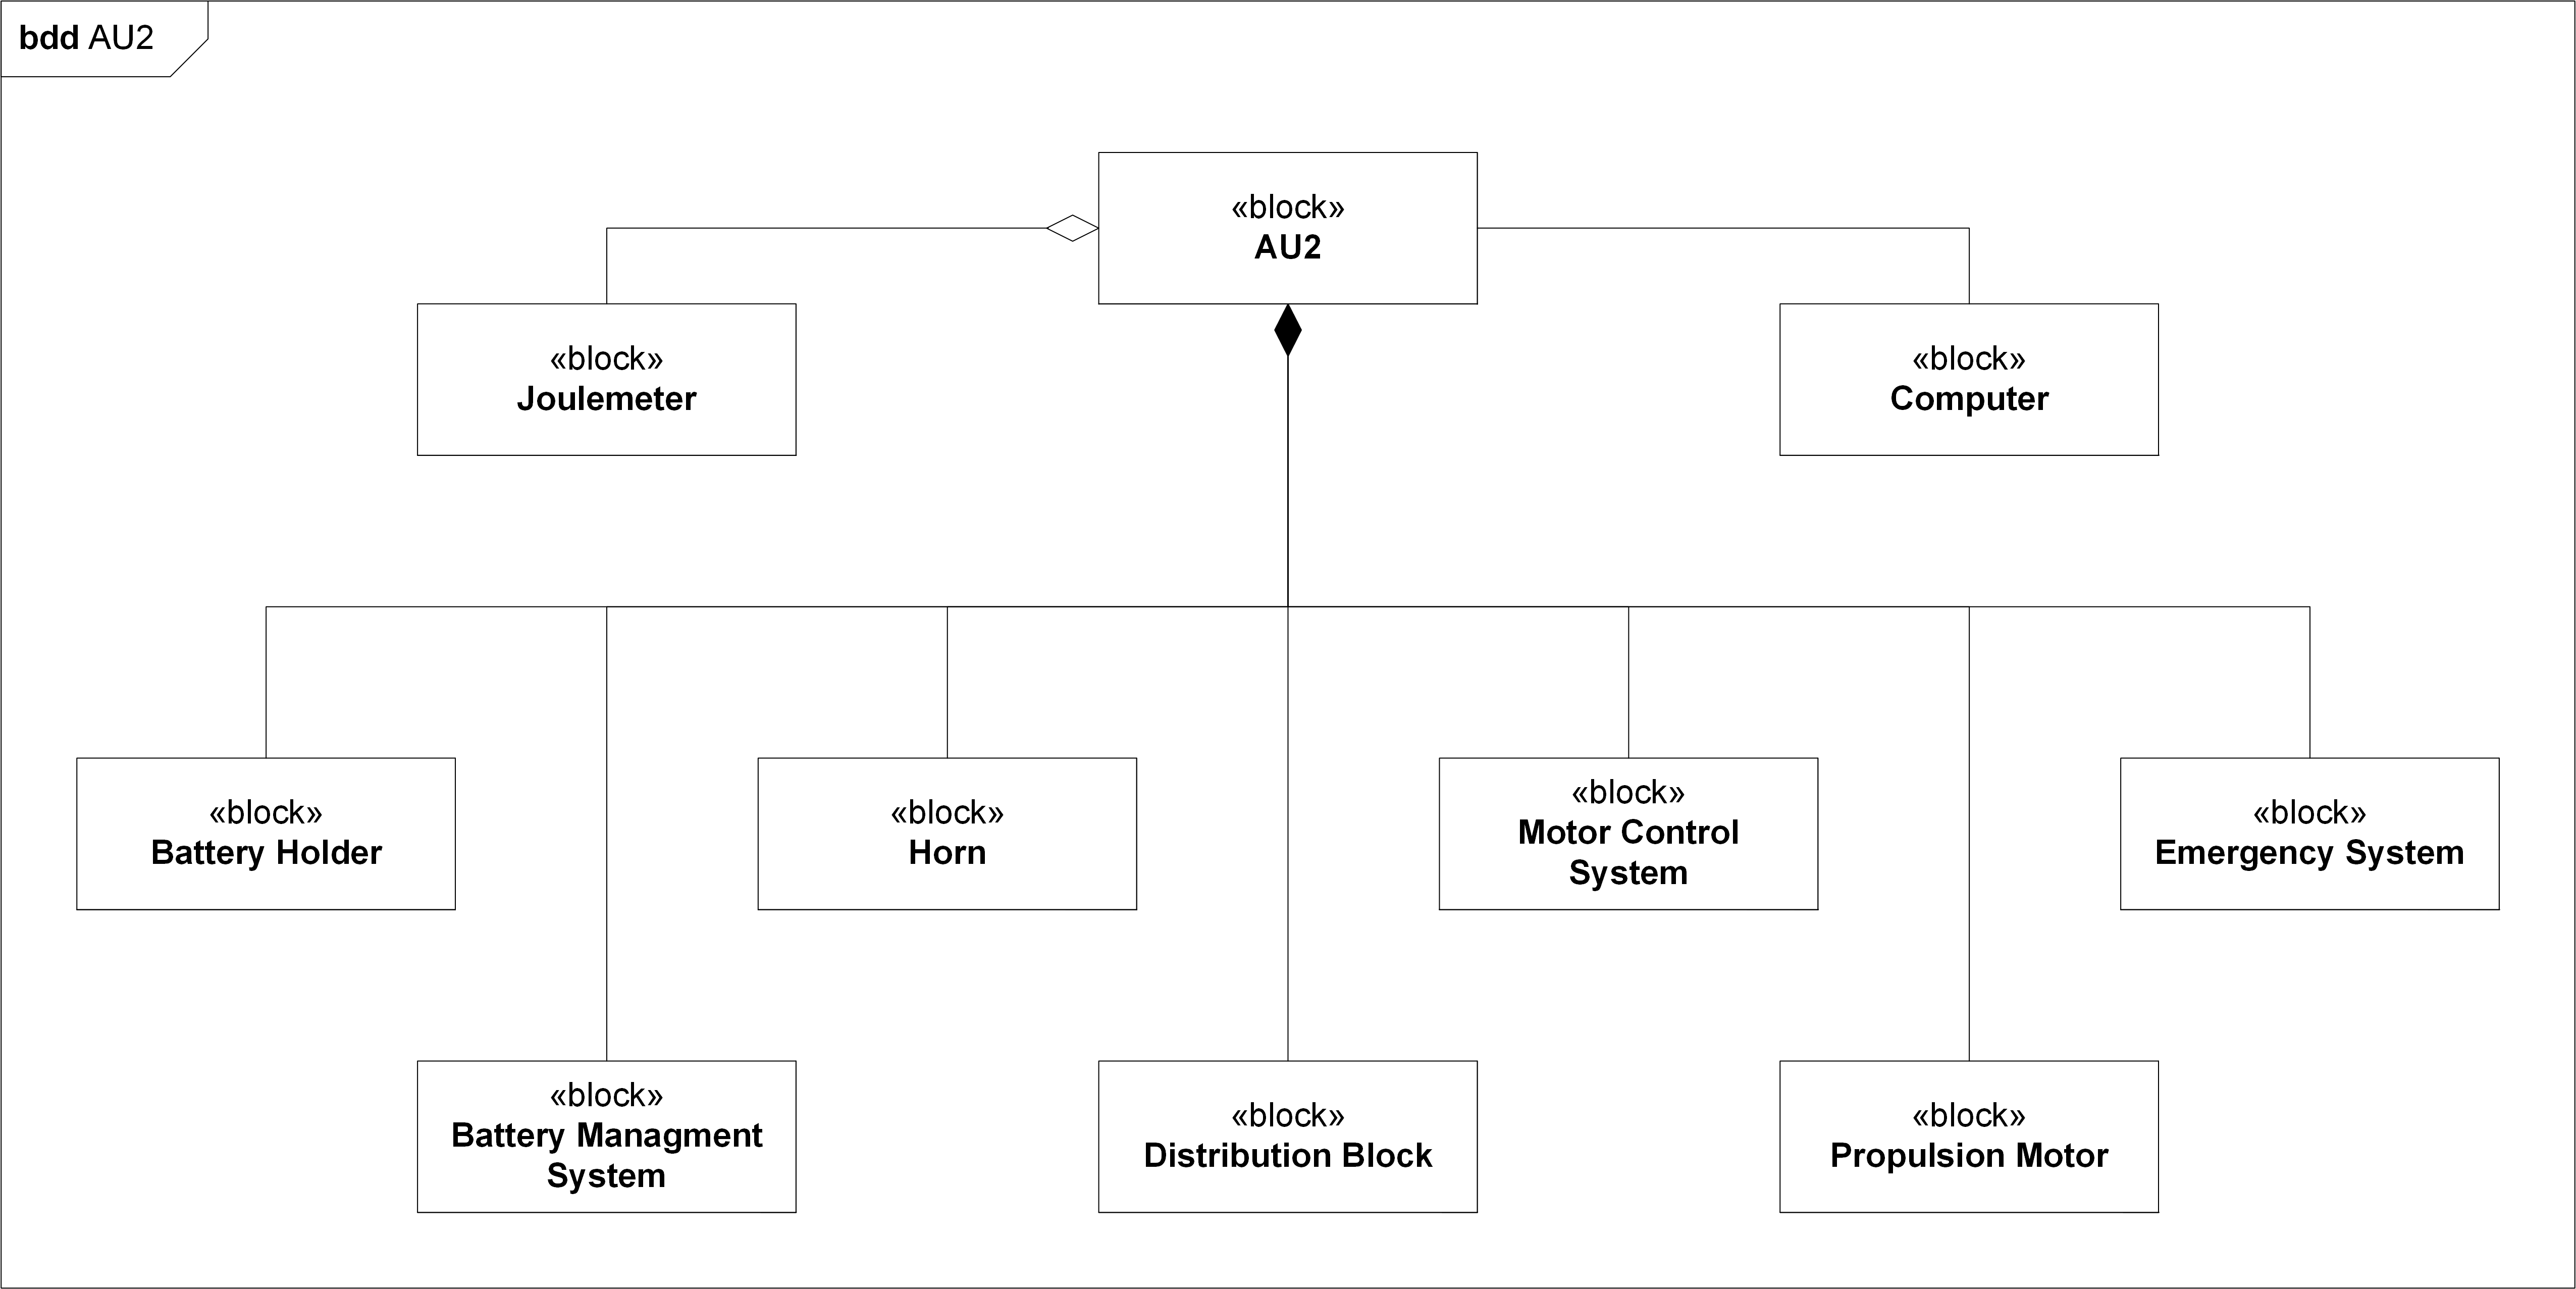 bdd AU2
«block»
AU2
«block»
Joulemeter
«block»
Computer
«block»
Battery Holder
«block»
Horn
«block»
Motor Control
System
«block»
Emergency System
«block»
Battery Managment
System
«block»
Distribution Block
«block»
Propulsion Motor